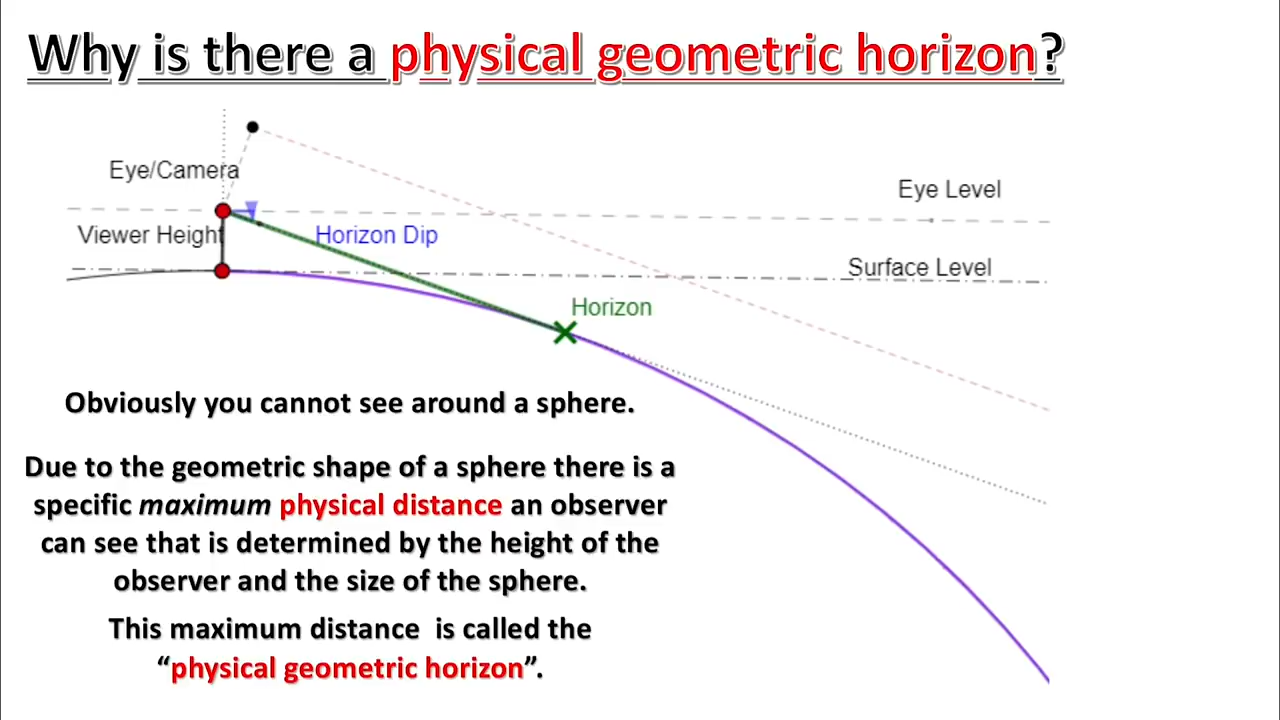 Why is there a physical geometric horizon?
Eye/Camera
Eye Level
Viewer Height
Horizon Dip
Surface Level
Horizon
Obviously you cannot see around a sphere.
Due to the geometric shape of a sphere there is a
specific maximum physical distance an observer
can see that is determined by the height of the
observer and the size of the sphere.
This maximum distance is called the
“physical geometric horizon”.